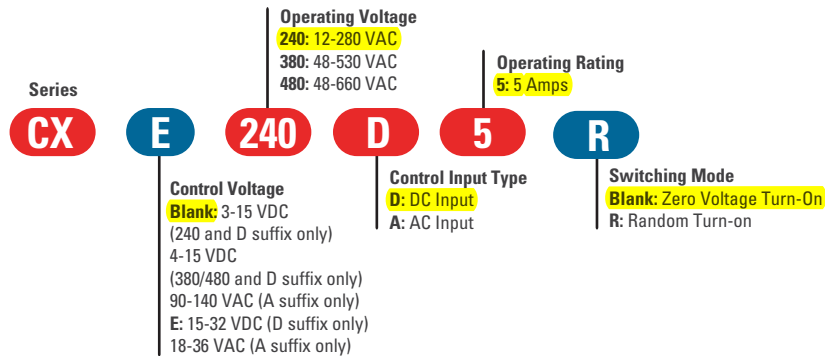 Operating Voltage
240: 12-280 VAC
380: 48-530 VAC
480: 48-660 VAC
Operating Rating
5: 5 Amps
Series
CX E 240 D 5 R
Control Voltage
Blank: 3-15 VDC
(240 and D suffix only)
4-15 VDC
(380/480 and D suffix only)
90-140 VAC (A suffix only)
E: 15-32 VDC (D suffix only)
18-36 VAC (A suffix only)
Control Input Type
D: DC Input
A: AC Input
Switching Mode
Blank: Zero Voltage Turn-On
R: Random Turn-on